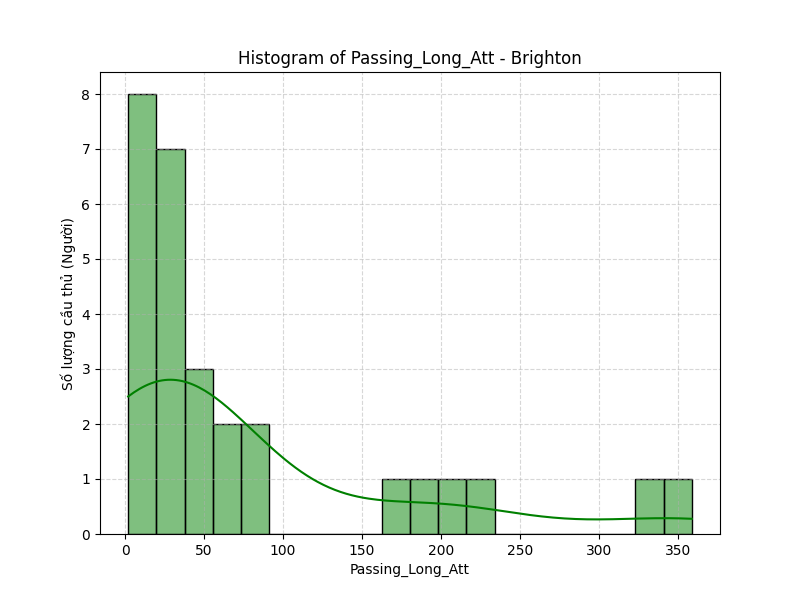 Histogram of Passing_Long_Att - Brighton
Số lượng cầu thủ (Người)
8
7
6
5
4
3
2
1
0
0 50 100 150 200 250 300 350
Passing_Long_Att